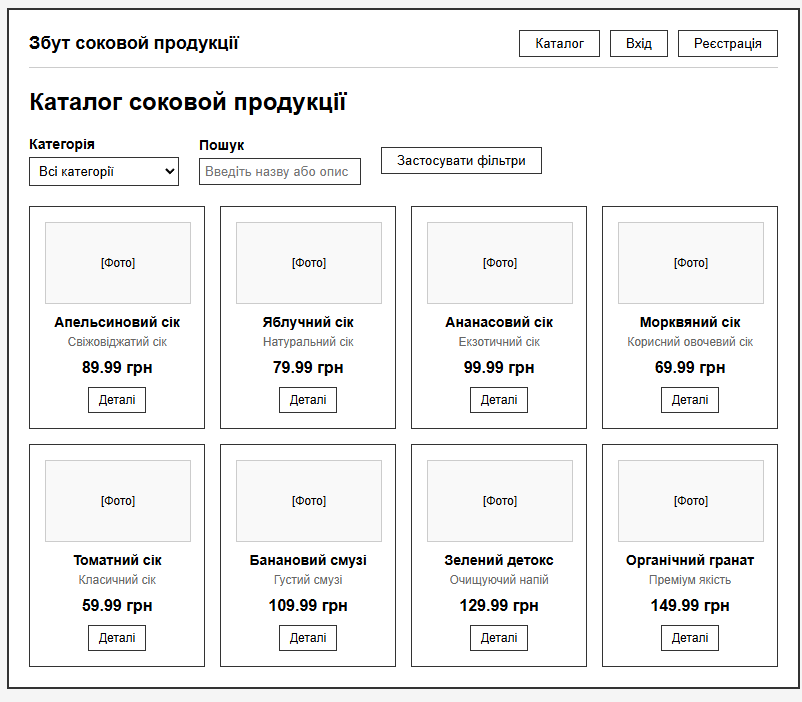 Збут сокової продукції
Каталог Вхід Реєстрація
Каталог сокової продукції
Категорія Пошук
Всі категорії Введіть назву або опис Застосувати фільтри
[Фото] [Фото] [Фото] [Фото]
Апельсиновий сік Яблучний сік Ананасовий сік Морквяний сік
Свіжовіджатий сік Натуральний сік Екзотичний сік Корисний овочевий сік
89.99 грн 79.99 грн 99.99 грн 69.99 грн
Деталі Деталі Деталі Деталі
[Фото] [Фото] [Фото] [Фото]
Томатний сік Банановий смузі Зелений детокс Органічний гранат
Класичний сік Густий смузі Очищуючий напій Преміум якість
59.99 грн 109.99 грн 129.99 грн 149.99 грн
Деталі Деталі Деталі Деталі